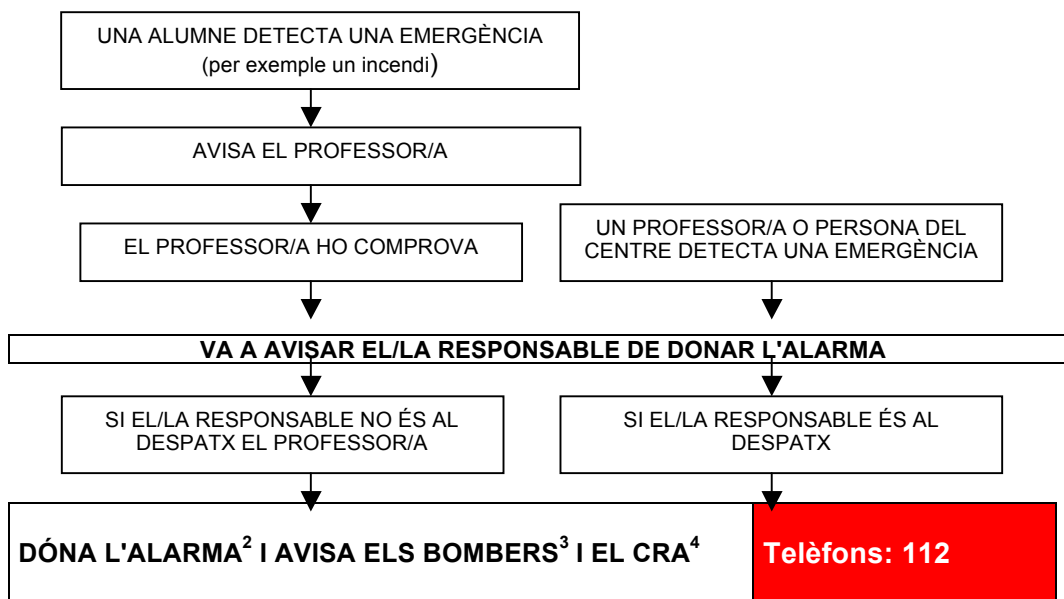 UNA ALUMNE DETECTA UNA EMERGÈNCIA
(per exemple un incendi)
AVISA EL PROFESSOR/A
EL PROFESSOR/A HO COMPROVA
UN PROFESSOR/A O PERSONA DEL
CENTRE DETECTA UNA EMERGÈNCIA
VA A AVISAR EL/LA RESPONSABLE DE DONAR L'ALARMA
SI EL/LA RESPONSABLE NO ÉS AL
DESPATX EL PROFESSOR/A
SI EL/LA RESPONSABLE ÉS AL
DESPATX
DÓNA L'ALARMA² I AVISA ELS BOMBERS³ I EL CRA⁴
Telèfons: 112